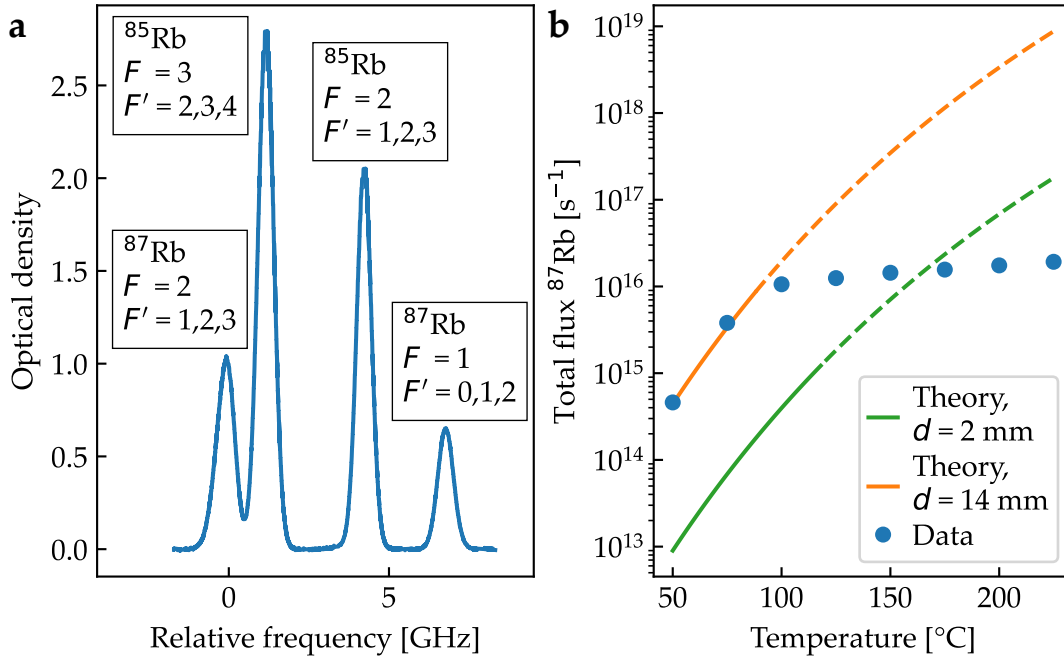 a
⁸⁵Rb
F = 3
F′ = 2,3,4
⁸⁵Rb
F = 2
F′ = 1,2,3
⁸⁷Rb
F = 2
F′ = 1,2,3
⁸⁷Rb
F = 1
F′ = 0,1,2
Optical density
2.5
2.0
1.5
1.0
0.5
0.0
0
5
Relative frequency [GHz]
b
Total flux ⁸⁷Rb [s⁻¹]
10¹⁹
10¹⁸
10¹⁷
10¹⁶
10¹⁵
10¹⁴
10¹³
Theory,
d = 2 mm
Theory,
d = 14 mm
Data
50
100
150
200
Temperature [°C]